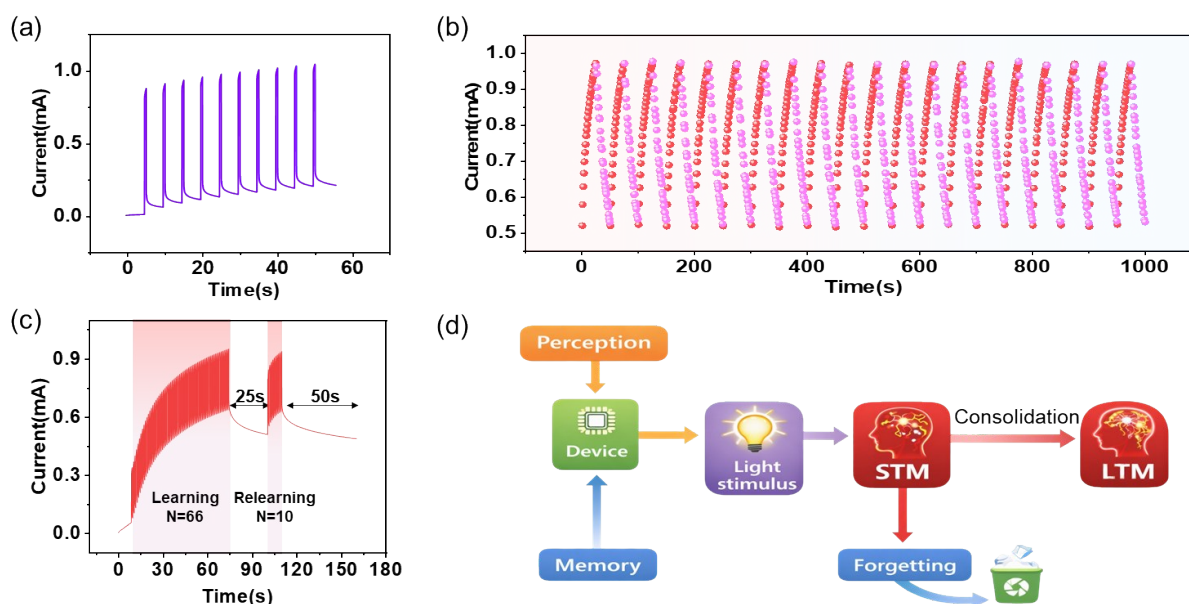 (a)
Current(mA)
1.0
0.5
0.0
0
20
40
60
Time(s)
(b)
Current(mA)
1.0
0.9
0.8
0.7
0.6
0.5
0
200
400
600
800
1000
Time(s)
(c)
Current(mA)
0.9
0.6
0.3
0.0
25s
50s
Learning
N=66
Relearning
N=10
0
30
60
90
120
150
180
Time(s)
(d)
Perception
Device
Memory
Light
stimulus
STM
Consolidation
LTM
Forgetting